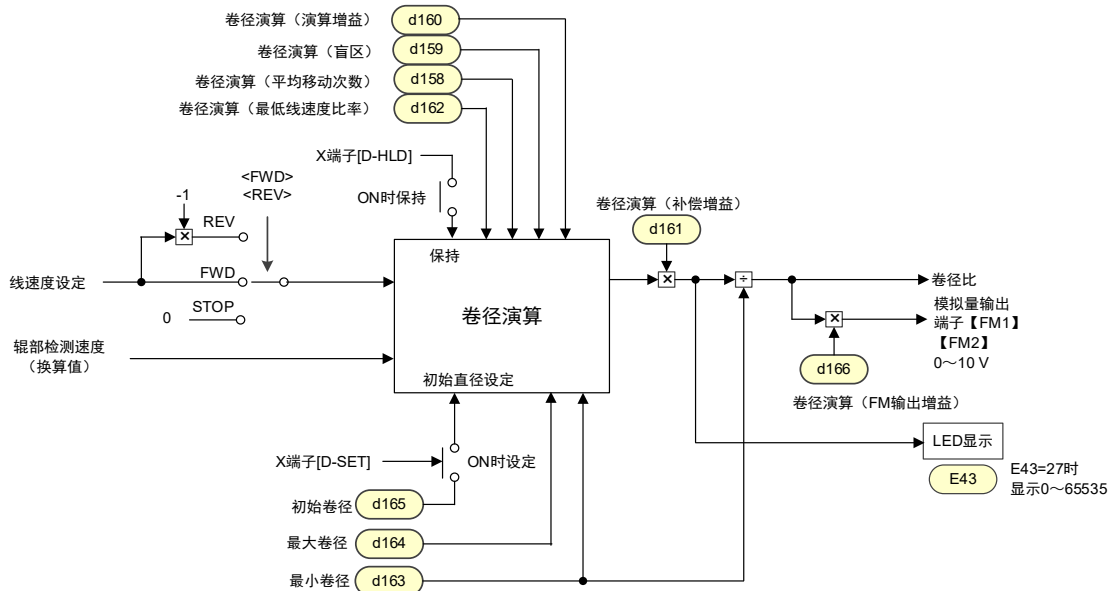 卷径演算（演算增益）
d160
卷径演算（盲区）
d159
卷径演算（平均移动次数）
d158
卷径演算（最低线速度比率）
d162
X端子[D-HLD]
ON时保持
<FWD>
<REV>
-1
REV
×
线速度设定
FWD
0
STOP
辊部检测速度
（换算值）
保持
卷径演算
初始直径设定
卷径演算（补偿增益）
d161
×
÷
卷径比
×
模拟量输出
端子【FM1】
【FM2】
0～10 V
d166
卷径演算（FM输出增益）
LED显示
E43
E43=27时
显示0～65535
X端子[D-SET]
ON时设定
初始卷径
d165
最大卷径
d164
最小卷径
d163